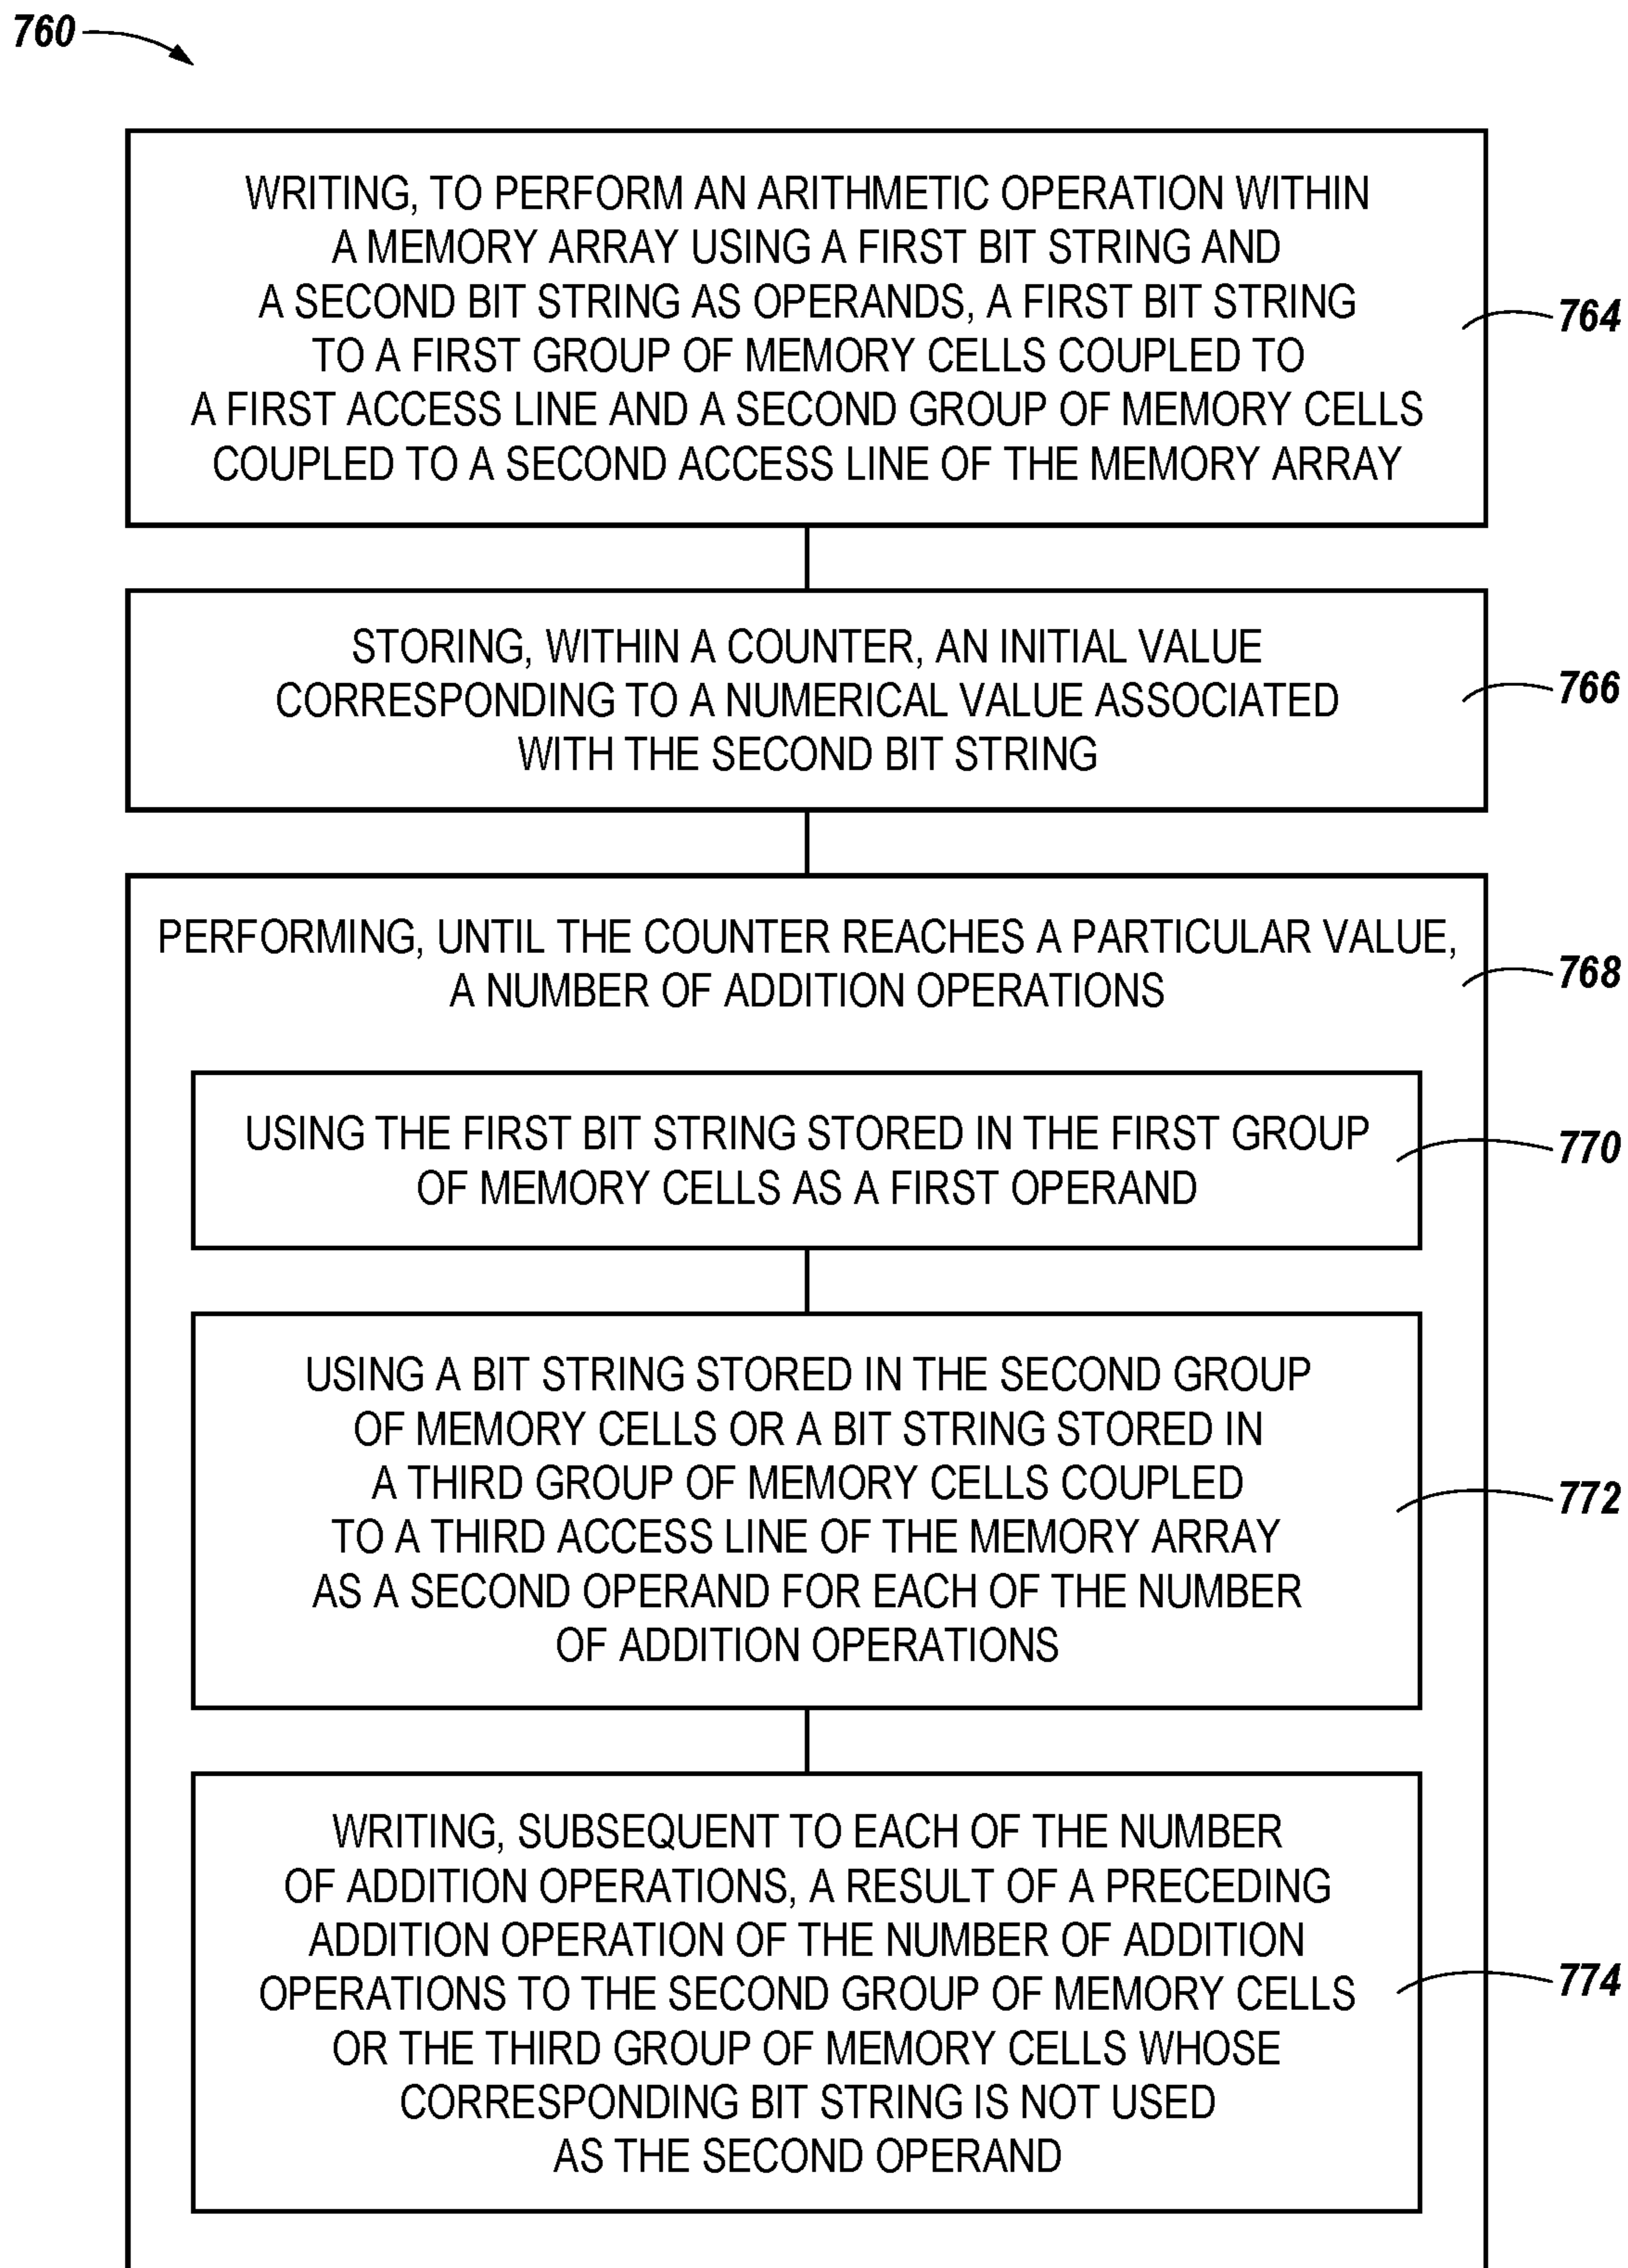 760
WRITING, TO PERFORM AN ARITHMETIC OPERATION WITHIN
A MEMORY ARRAY USING A FIRST BIT STRING AND
A SECOND BIT STRING AS OPERANDS, A FIRST BIT STRING
TO A FIRST GROUP OF MEMORY CELLS COUPLED TO
A FIRST ACCESS LINE AND A SECOND GROUP OF MEMORY CELLS
COUPLED TO A SECOND ACCESS LINE OF THE MEMORY ARRAY
764
STORING, WITHIN A COUNTER, AN INITIAL VALUE
CORRESPONDING TO A NUMERICAL VALUE ASSOCIATED
WITH THE SECOND BIT STRING
766
PERFORMING, UNTIL THE COUNTER REACHES A PARTICULAR VALUE,
A NUMBER OF ADDITION OPERATIONS
768
USING THE FIRST BIT STRING STORED IN THE FIRST GROUP
OF MEMORY CELLS AS A FIRST OPERAND
770
USING A BIT STRING STORED IN THE SECOND GROUP
OF MEMORY CELLS OR A BIT STRING STORED IN
A THIRD GROUP OF MEMORY CELLS COUPLED
TO A THIRD ACCESS LINE OF THE MEMORY ARRAY
AS A SECOND OPERAND FOR EACH OF THE NUMBER
OF ADDITION OPERATIONS
772
WRITING, SUBSEQUENT TO EACH OF THE NUMBER
OF ADDITION OPERATIONS, A RESULT OF A PRECEDING
ADDITION OPERATION OF THE NUMBER OF ADDITION
OPERATIONS TO THE SECOND GROUP OF MEMORY CELLS
OR THE THIRD GROUP OF MEMORY CELLS WHOSE
CORRESPONDING BIT STRING IS NOT USED
AS THE SECOND OPERAND
774